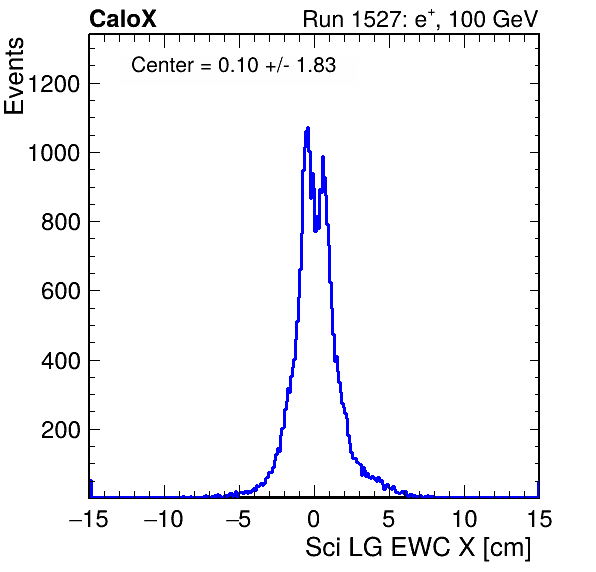 CaloX
Run 1527: e+, 100 GeV
Center = 0.10 +/- 1.83
Events
1200
1000
800
600
400
200
−15
−10
−5
0
5
10
15
Sci LG EWC X [cm]